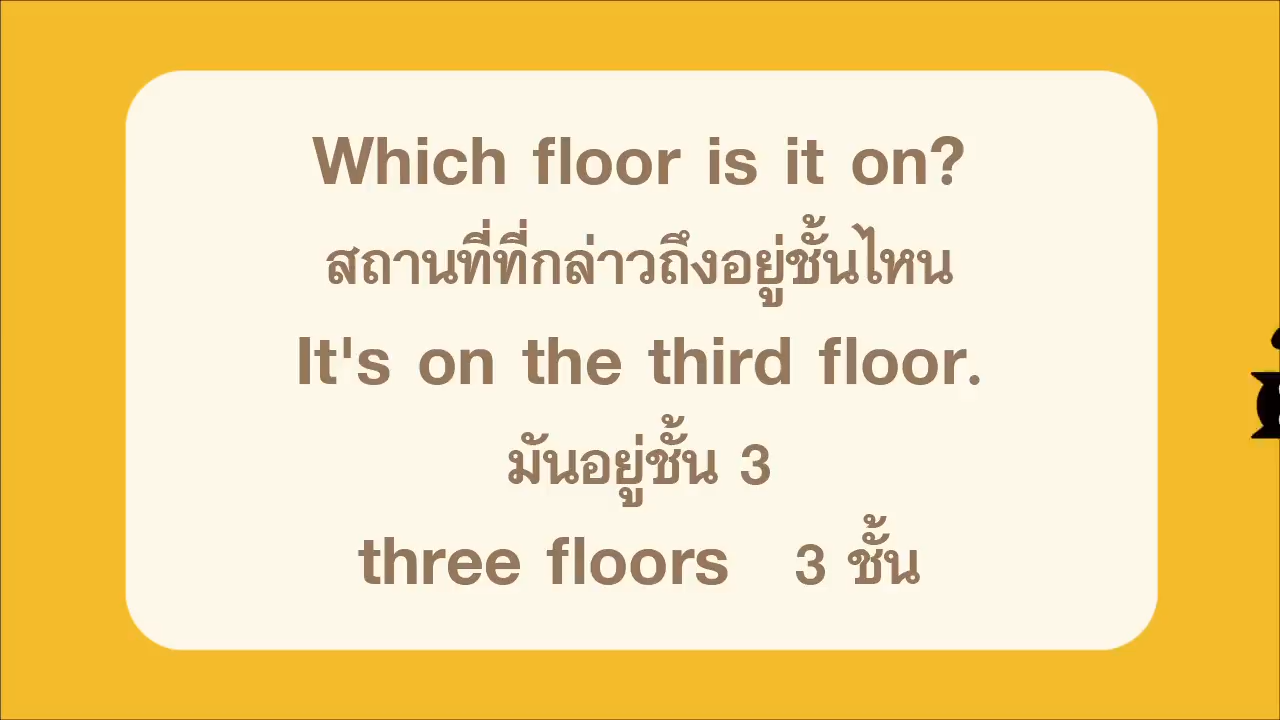 Which floor is it on?
สถานที่ที่กล่าวถึงอยู่ชั้นไหน
It's on the third floor.
มันอยู่ชั้น 3
three floors 3 ชั้น